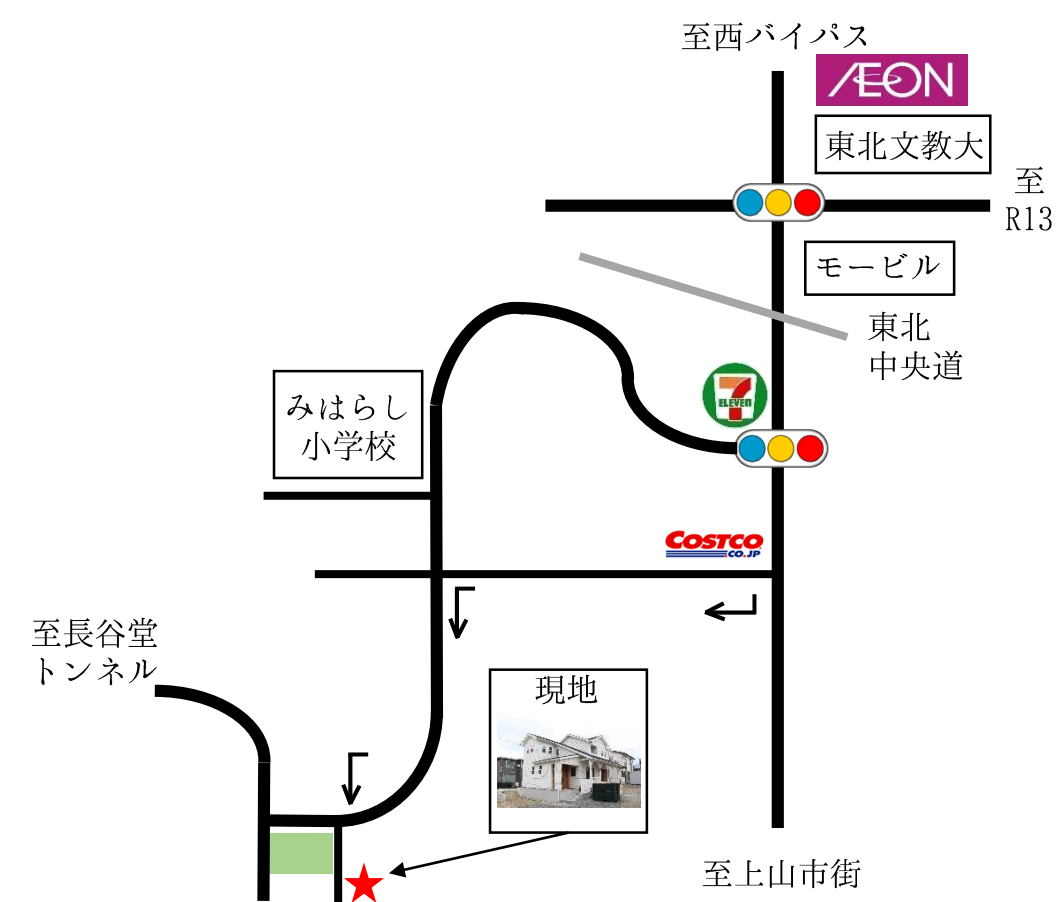 至西バイパス
ÆON
東北文教大
至
R13
モービル
東北
中央道
7
ELEVEN
みはらし
小学校
COSTCO
.CO.JP
至長谷堂
トンネル
現地
至上山市街